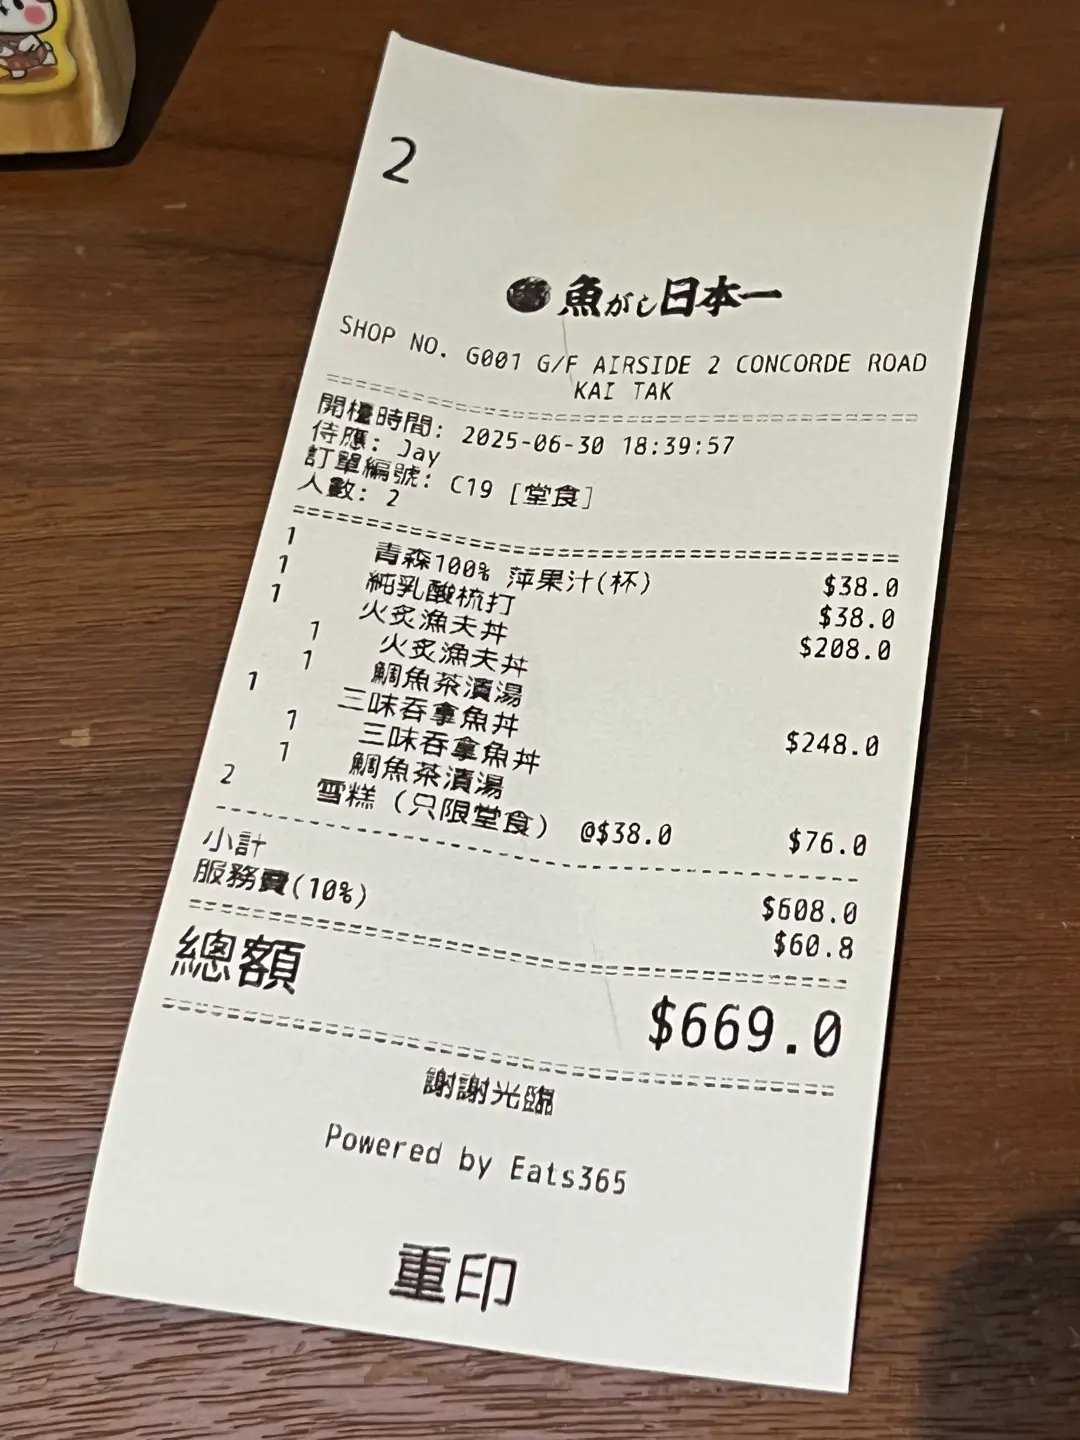 2
魚がし日本一
SHOP NO. G001 G/F AIRSIDE 2 CONCORDE ROAD
KAI TAK
開檯時間: 2025-06-30 18:39:57
侍應: Jay
訂單編號: C19 [堂食]
人數: 2
1 青森100% 萍果汁(杯) $38.0
1 純乳酸梳打 $38.0
1 火炙漁夫丼 $208.0
1 火炙漁夫丼
1 鯛魚茶漬湯
1 三味吞拿魚丼 $248.0
1 三味吞拿魚丼
1 鯛魚茶漬湯
2 雪糕 (只限堂食) @$38.0 $76.0
小計 $608.0
服務費(10%) $60.8
總額 $669.0
謝謝光臨
Powered by Eats365
重印